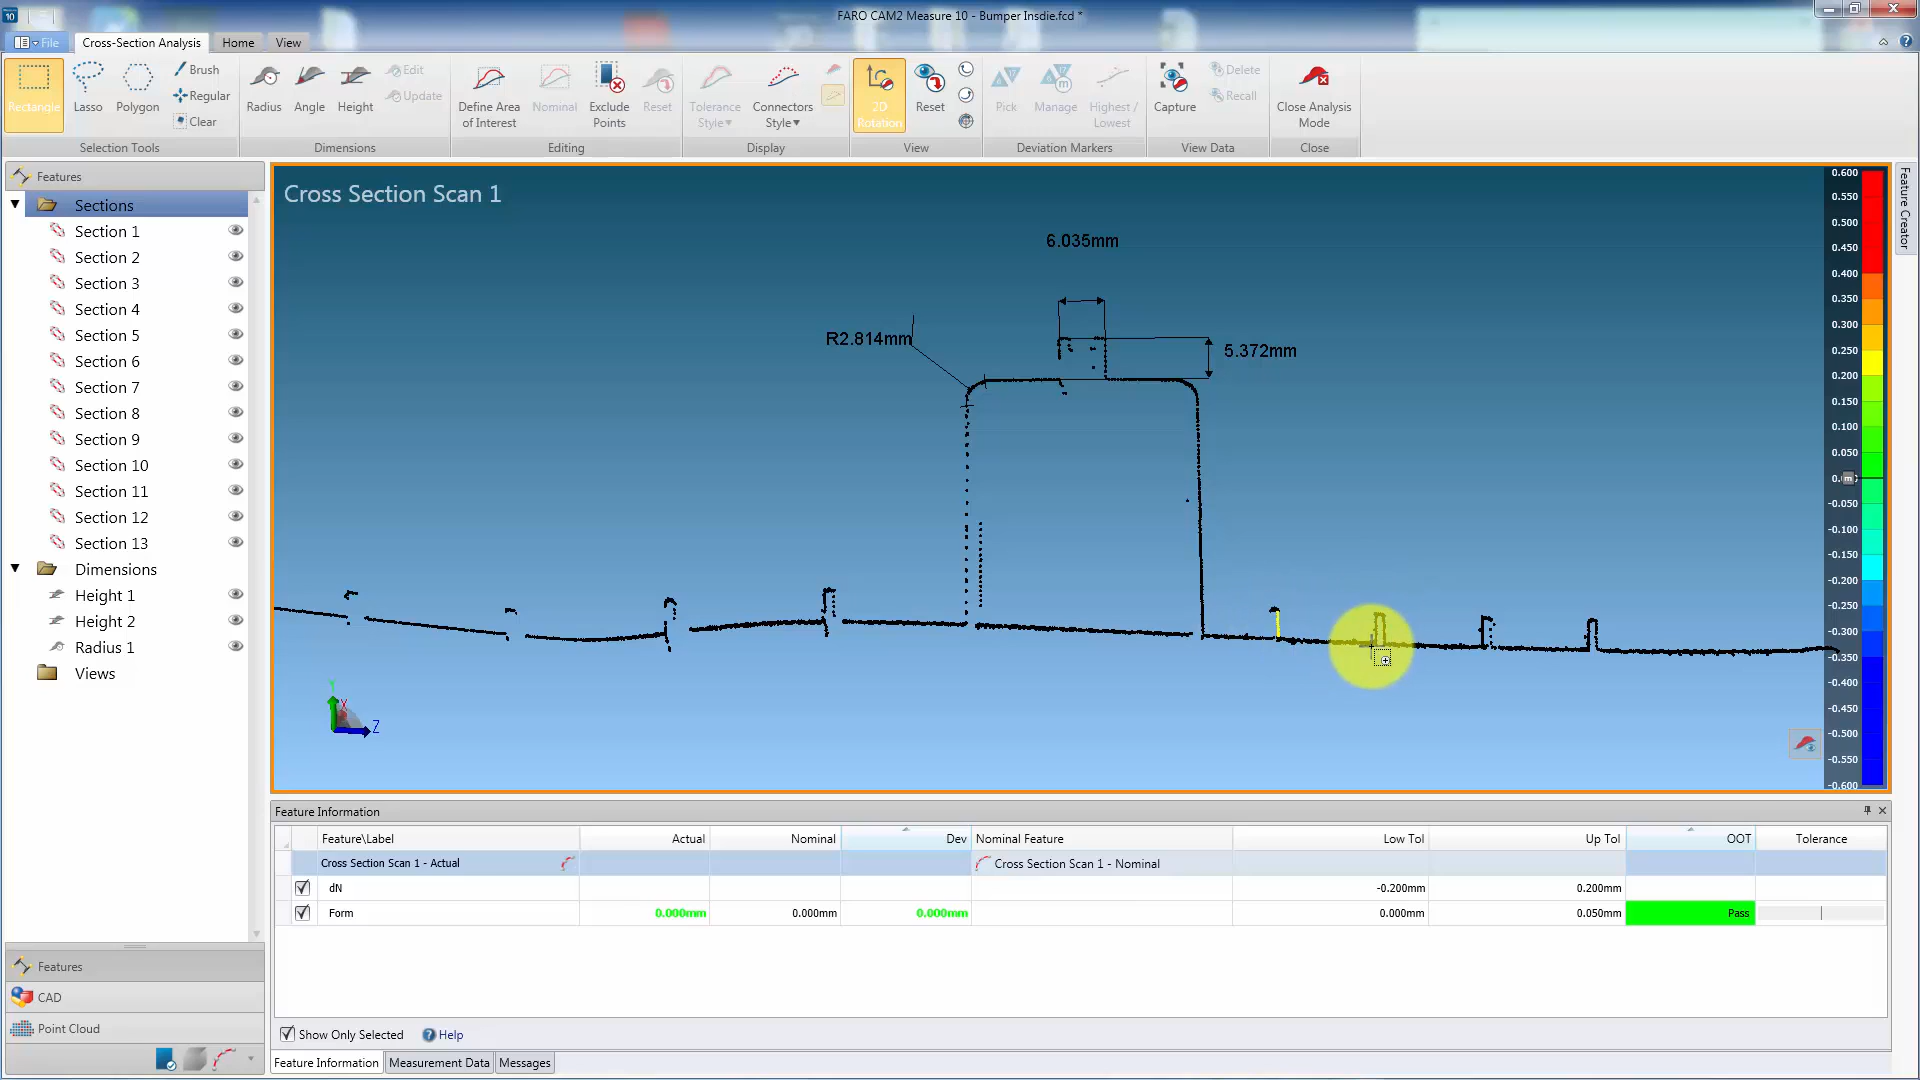 FARO CAM2 Measure 10 - Bumper Insdie.fcd *
10
File
Cross-Section Analysis
Home
View
Rectangle
Lasso
Polygon
Brush
Regular
Clear
Selection Tools
Radius
Angle
Height
Edit
Update
Dimensions
Define Area
of Interest
Nominal
Exclude
Points
Reset
Editing
Tolerance
Style
Connectors
Style
Display
2D
Rotation
Reset
View
Pick
Manage
Highest /
Lowest
Deviation Markers
Capture
Delete
Recall
View Data
Close Analysis
Mode
Close
Features
Sections
Section 1
Section 2
Section 3
Section 4
Section 5
Section 6
Section 7
Section 8
Section 9
Section 10
Section 11
Section 12
Section 13
Dimensions
Height 1
Height 2
Radius 1
Views
Features
CAD
Point Cloud
Cross Section Scan 1
6.035mm
R2.814mm
5.372mm
Y
X
Z
0.600
0.550
0.500
0.450
0.400
0.350
0.300
0.250
0.200
0.150
0.100
0.050
-0.050
-0.100
-0.150
-0.200
-0.250
-0.300
-0.350
-0.400
-0.450
-0.500
-0.550
-0.600
Feature Creator
Feature Information
Feature\Label Actual Nominal Dev Nominal Feature Low Tol Up Tol OOT Tolerance
Cross Section Scan 1 - Actual Cross Section Scan 1 - Nominal
dN -0.200mm 0.200mm
Form 0.000mm 0.000mm 0.000mm 0.000mm 0.050mm Pass
Show Only Selected
Help
Feature Information
Measurement Data
Messages